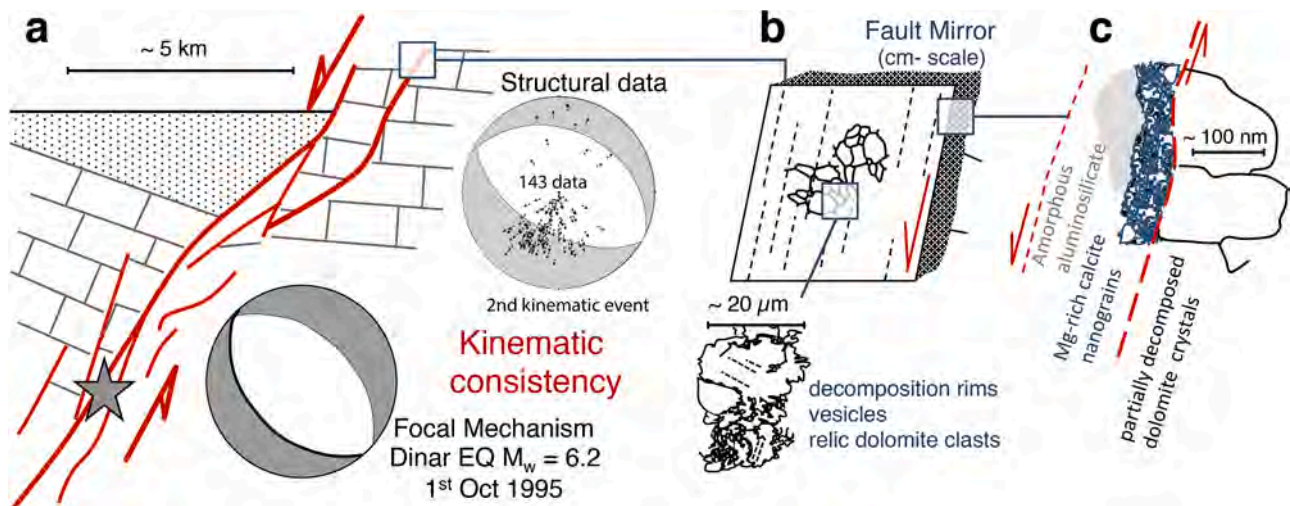 a
~ 5 km
Structural data
143 data
2nd kinematic event
Kinematic
consistency
Focal Mechanism
Dinar EQ Mw = 6.2
1st Oct 1995
b
Fault Mirror
(cm- scale)
~ 20 µm
decomposition rims
vesicles
relic dolomite clasts
c
~ 100 nm
Amorphous
aluminosilicate
Mg-rich calcite
nanograins
partially decomposed
dolomite crystals